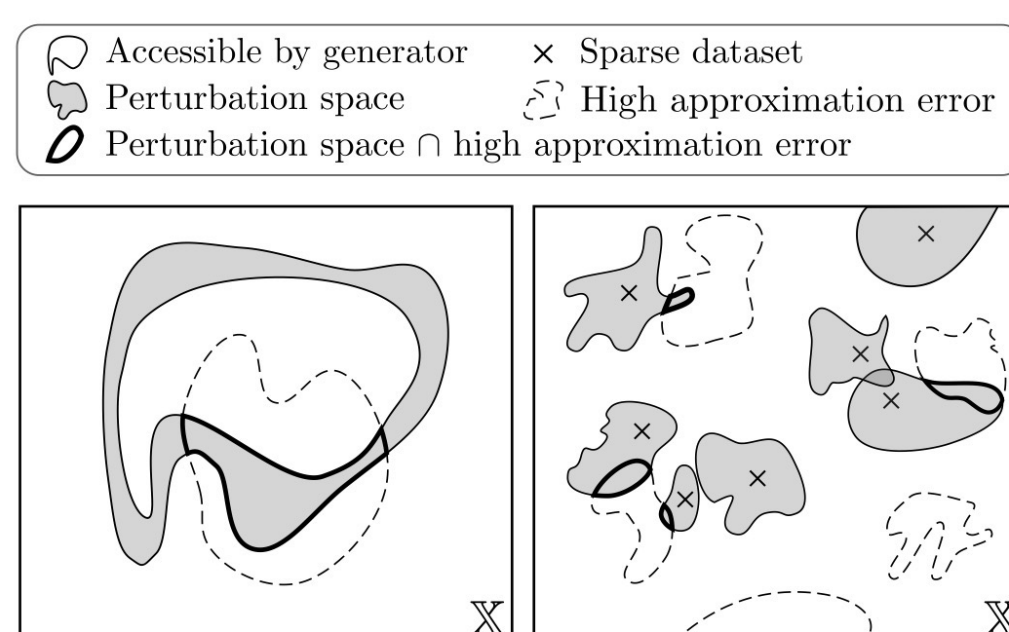 Accessible by generator
× Sparse dataset
Perturbation space
High approximation error
Perturbation space ∩ high approximation error
𝕏
𝕏